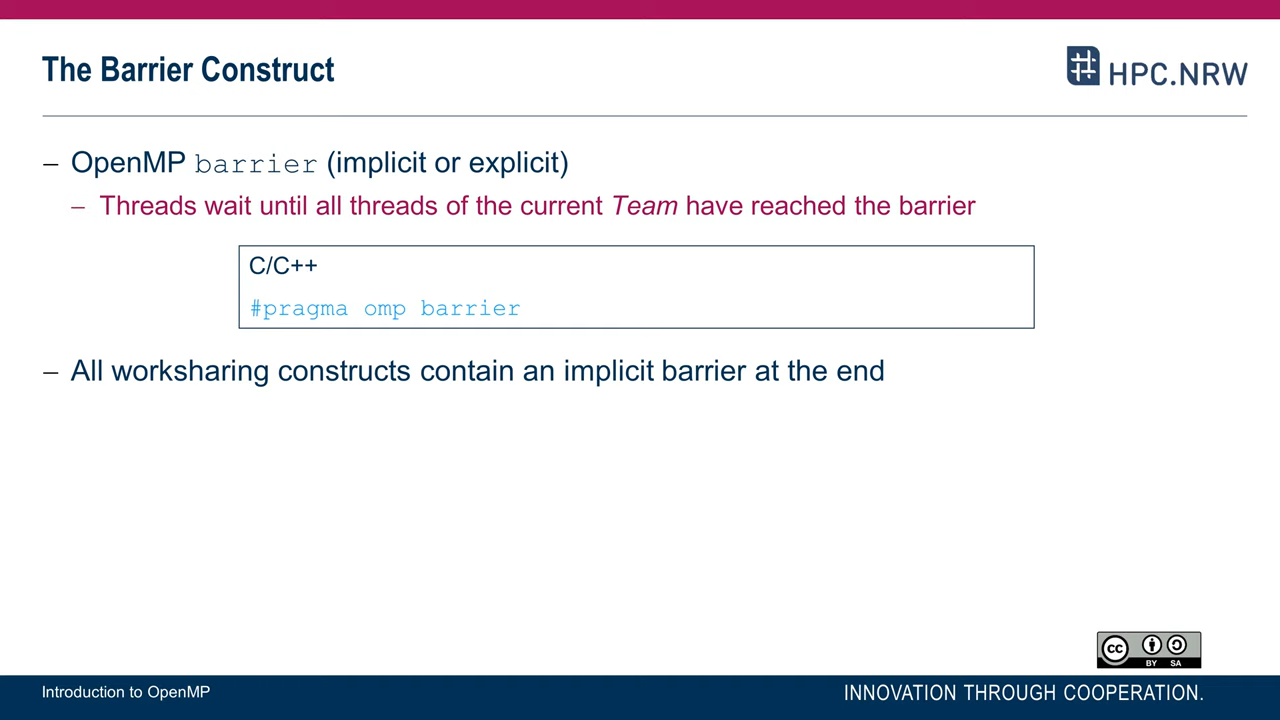 The Barrier Construct
HPC.NRW
– OpenMP barrier (implicit or explicit)
– Threads wait until all threads of the current Team have reached the barrier
C/C++
#pragma omp barrier
– All worksharing constructs contain an implicit barrier at the end
cc BY SA
Introduction to OpenMP
INNOVATION THROUGH COOPERATION.